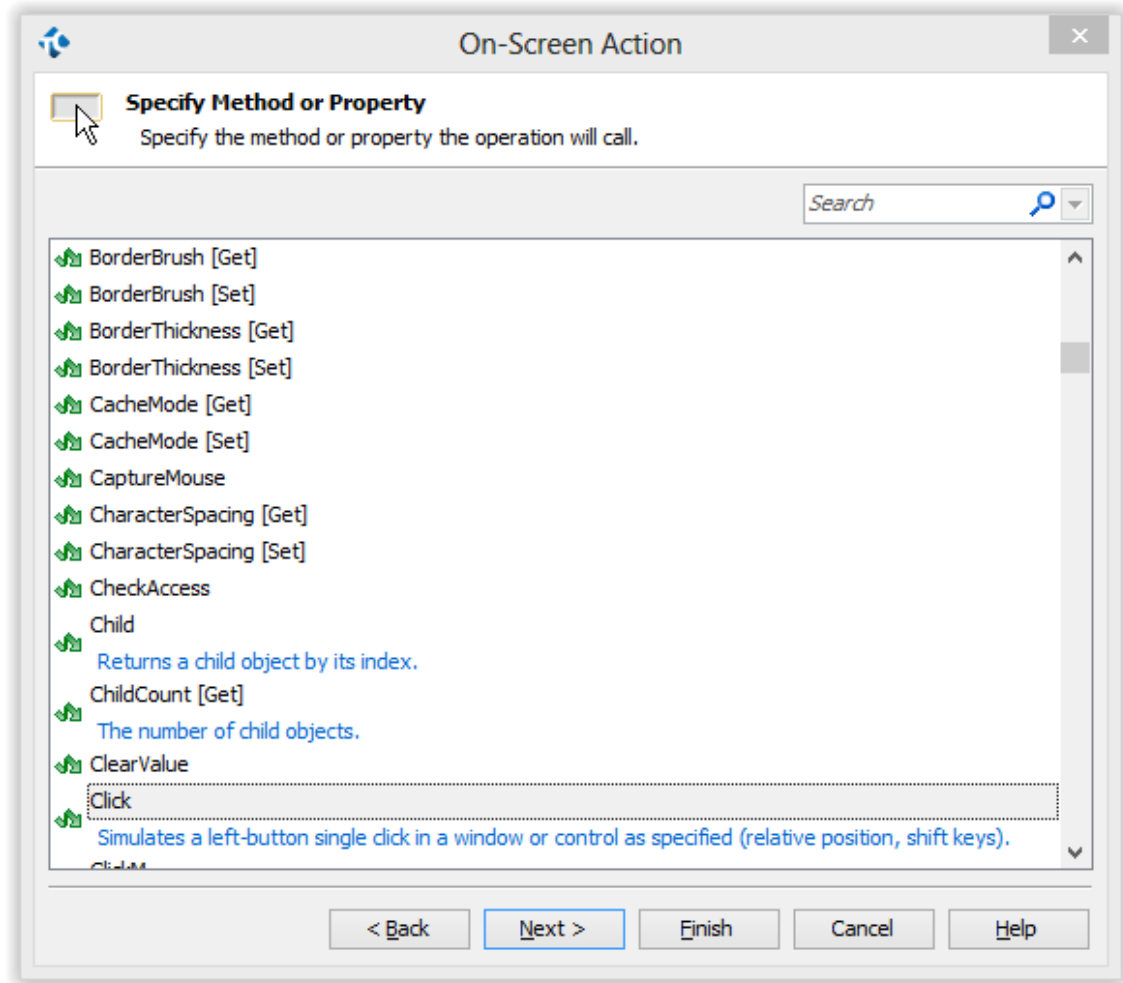 On-Screen Action
Specify Method or Property
Specify the method or property the operation will call.
Search
BorderBrush [Get]
BorderBrush [Set]
BorderThickness [Get]
BorderThickness [Set]
CacheMode [Get]
CacheMode [Set]
CaptureMouse
CharacterSpacing [Get]
CharacterSpacing [Set]
CheckAccess
Child
Returns a child object by its index.
ChildCount [Get]
The number of child objects.
ClearValue
Click
Simulates a left-button single click in a window or control as specified (relative position, shift keys).
< Back Next > Finish Cancel Help